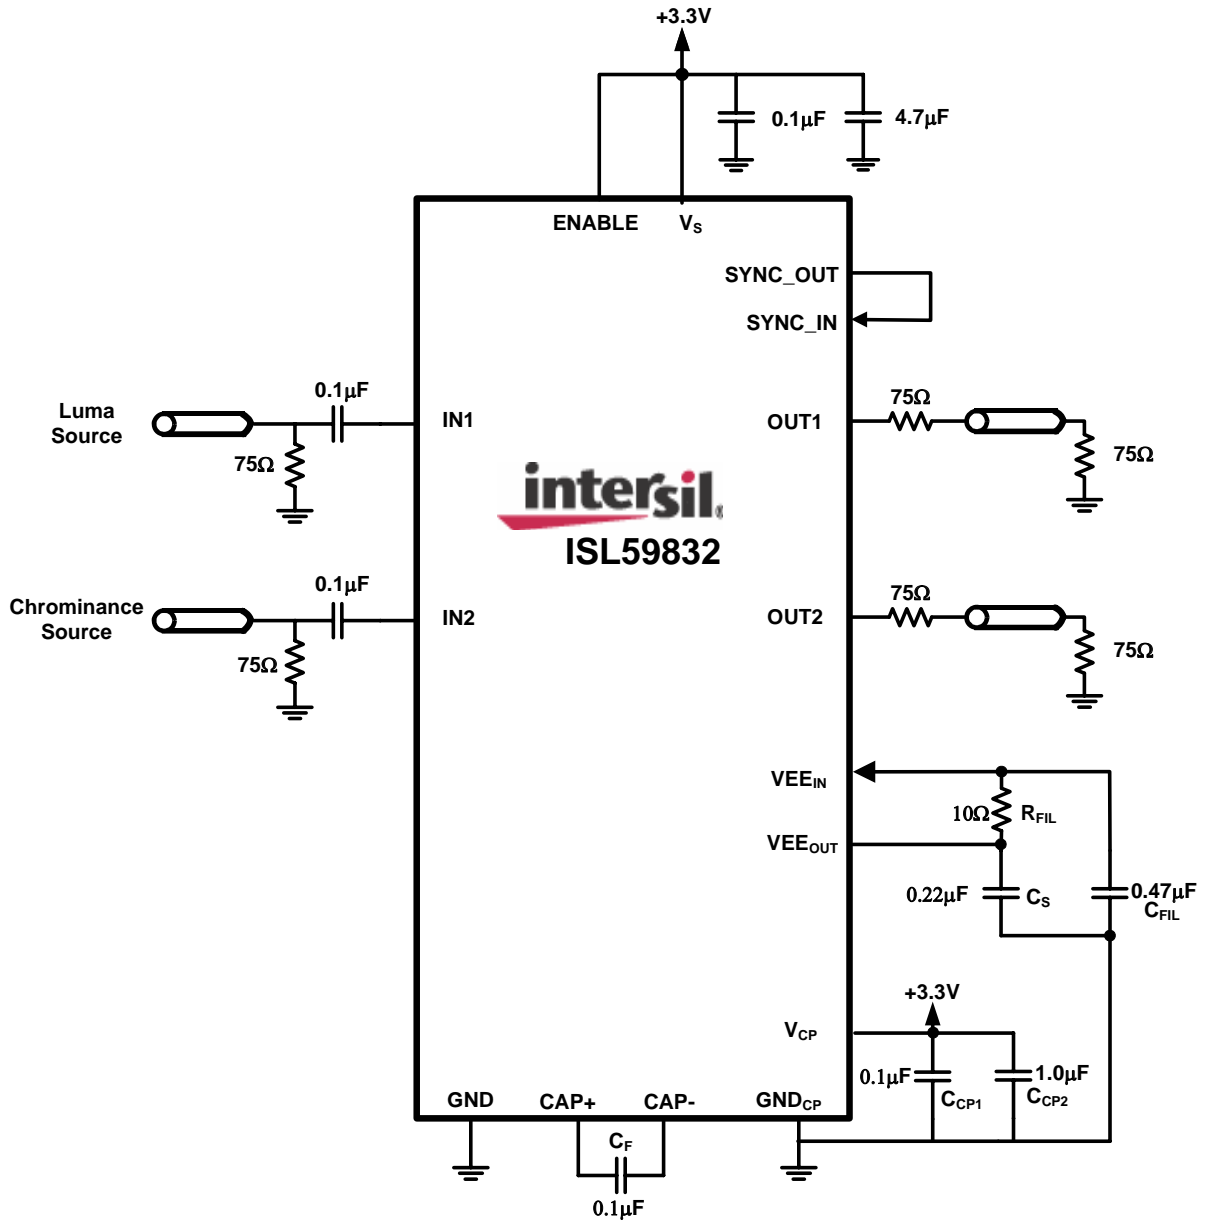 +3.3V
0.1µF
4.7µF
ENABLE
VS
SYNC_OUT
SYNC_IN
Luma
Source
0.1µF
75Ω
IN1
OUT1
75Ω
75Ω
intersil®
ISL59832
Chrominance
Source
0.1µF
75Ω
IN2
OUT2
75Ω
75Ω
VEEIN
10Ω
RFIL
VEEOUT
0.22µF
CS
0.47µF
CFIL
+3.3V
VCP
0.1µF
CCP1
1.0µF
CCP2
GND
CAP+
CAP-
GNDCP
CF
0.1µF